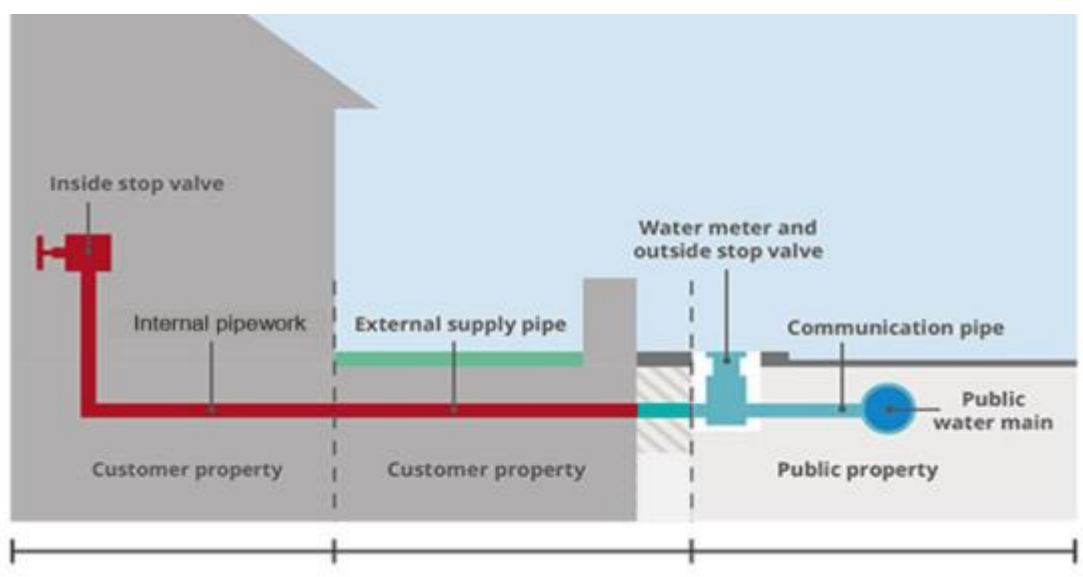 Inside stop valve
Water meter and
outside stop valve
Internal pipework
External supply pipe
Communication pipe
Public
water main
Customer property
Customer property
Public property